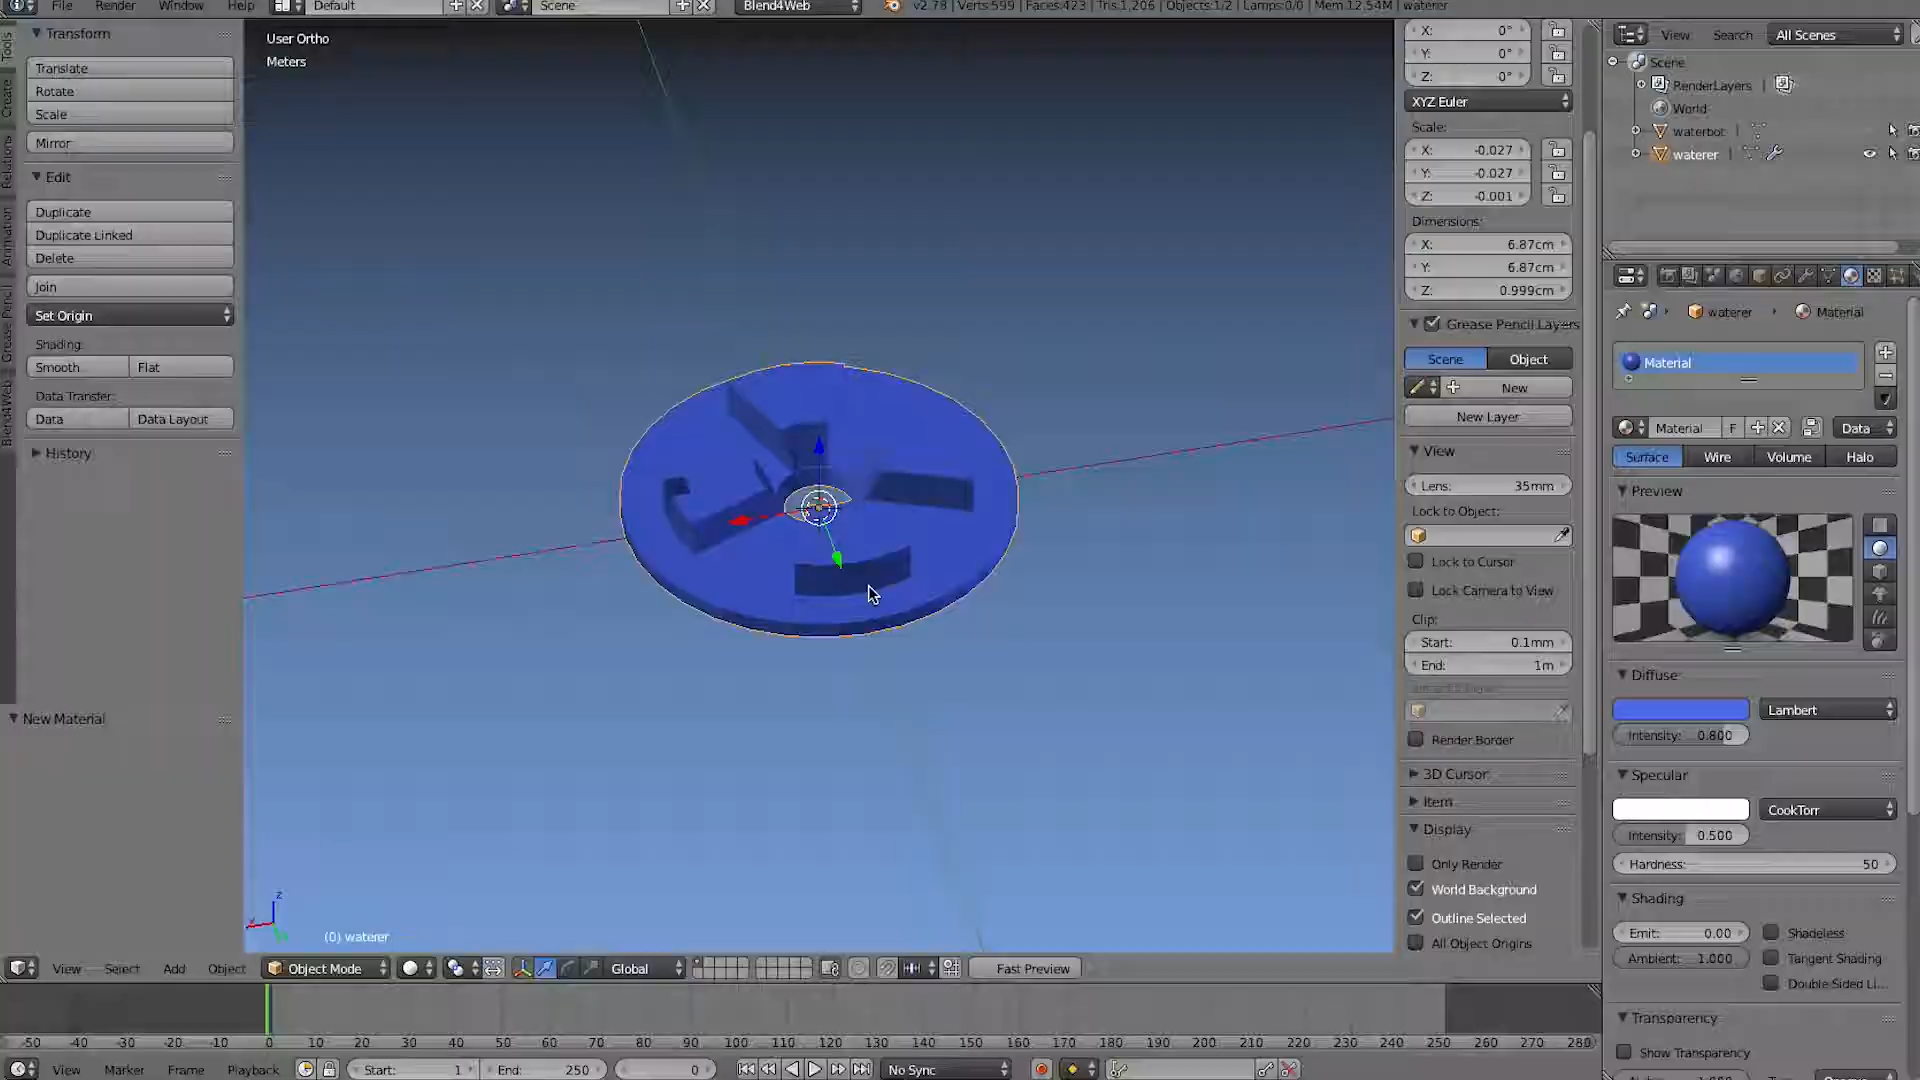 File Render Window Help Default Scene Blend4Web v2.78 | Verts:599 | Faces:423 | Tris:1,206 | Objects:1/2 | Lamps:0/0 | Mem:12.54M | waterer
Tools
Create
Relations
Animation
Grease Pencil
Blend4Web
Transform
Translate
Rotate
Scale
Mirror
Edit
Duplicate
Duplicate Linked
Delete
Join
Set Origin
Shading:
Smooth Flat
Data Transfer:
Data Data Layout
History
New Material
User Ortho
Meters
z
(0) waterer
X: 0°
Y: 0°
Z: 0°
XYZ Euler
Scale:
X: -0.027
Y: -0.027
Z: -0.001
Dimensions:
X: 6.87cm
Y: 6.87cm
Z: 0.999cm
Grease Pencil Layers
Scene Object
New
New Layer
View
Lens: 35mm
Lock to Object:
Lock to Cursor
Lock Camera to View
Clip:
Start: 0.1mm
End: 1m
Render Border
3D Cursor
Item
Display
Only Render
World Background
Outline Selected
All Object Origins
View Search All Scenes
Scene
RenderLayers |
World
waterbot |
waterer |
waterer Material
Material
Material F Data
Surface Wire Volume Halo
Preview
Diffuse
Lambert
Intensity: 0.800
Specular
CookTorr
Intensity: 0.500
Hardness: 50
Shading
Emit: 0.00 Shadeless
Ambient: 1.000 Tangent Shading
Double Sided Li...
Transparency
Show Transparency
View Select Add Object Object Mode Global Fast Preview
-50 -40 -30 -20 -10 0 10 20 30 40 50 60 70 80 90 100 110 120 130 140 150 160 170 180 190 200 210 220 230 240 250 260 270 280
View Marker Frame Playback Start: 1 End: 250 0 No Sync